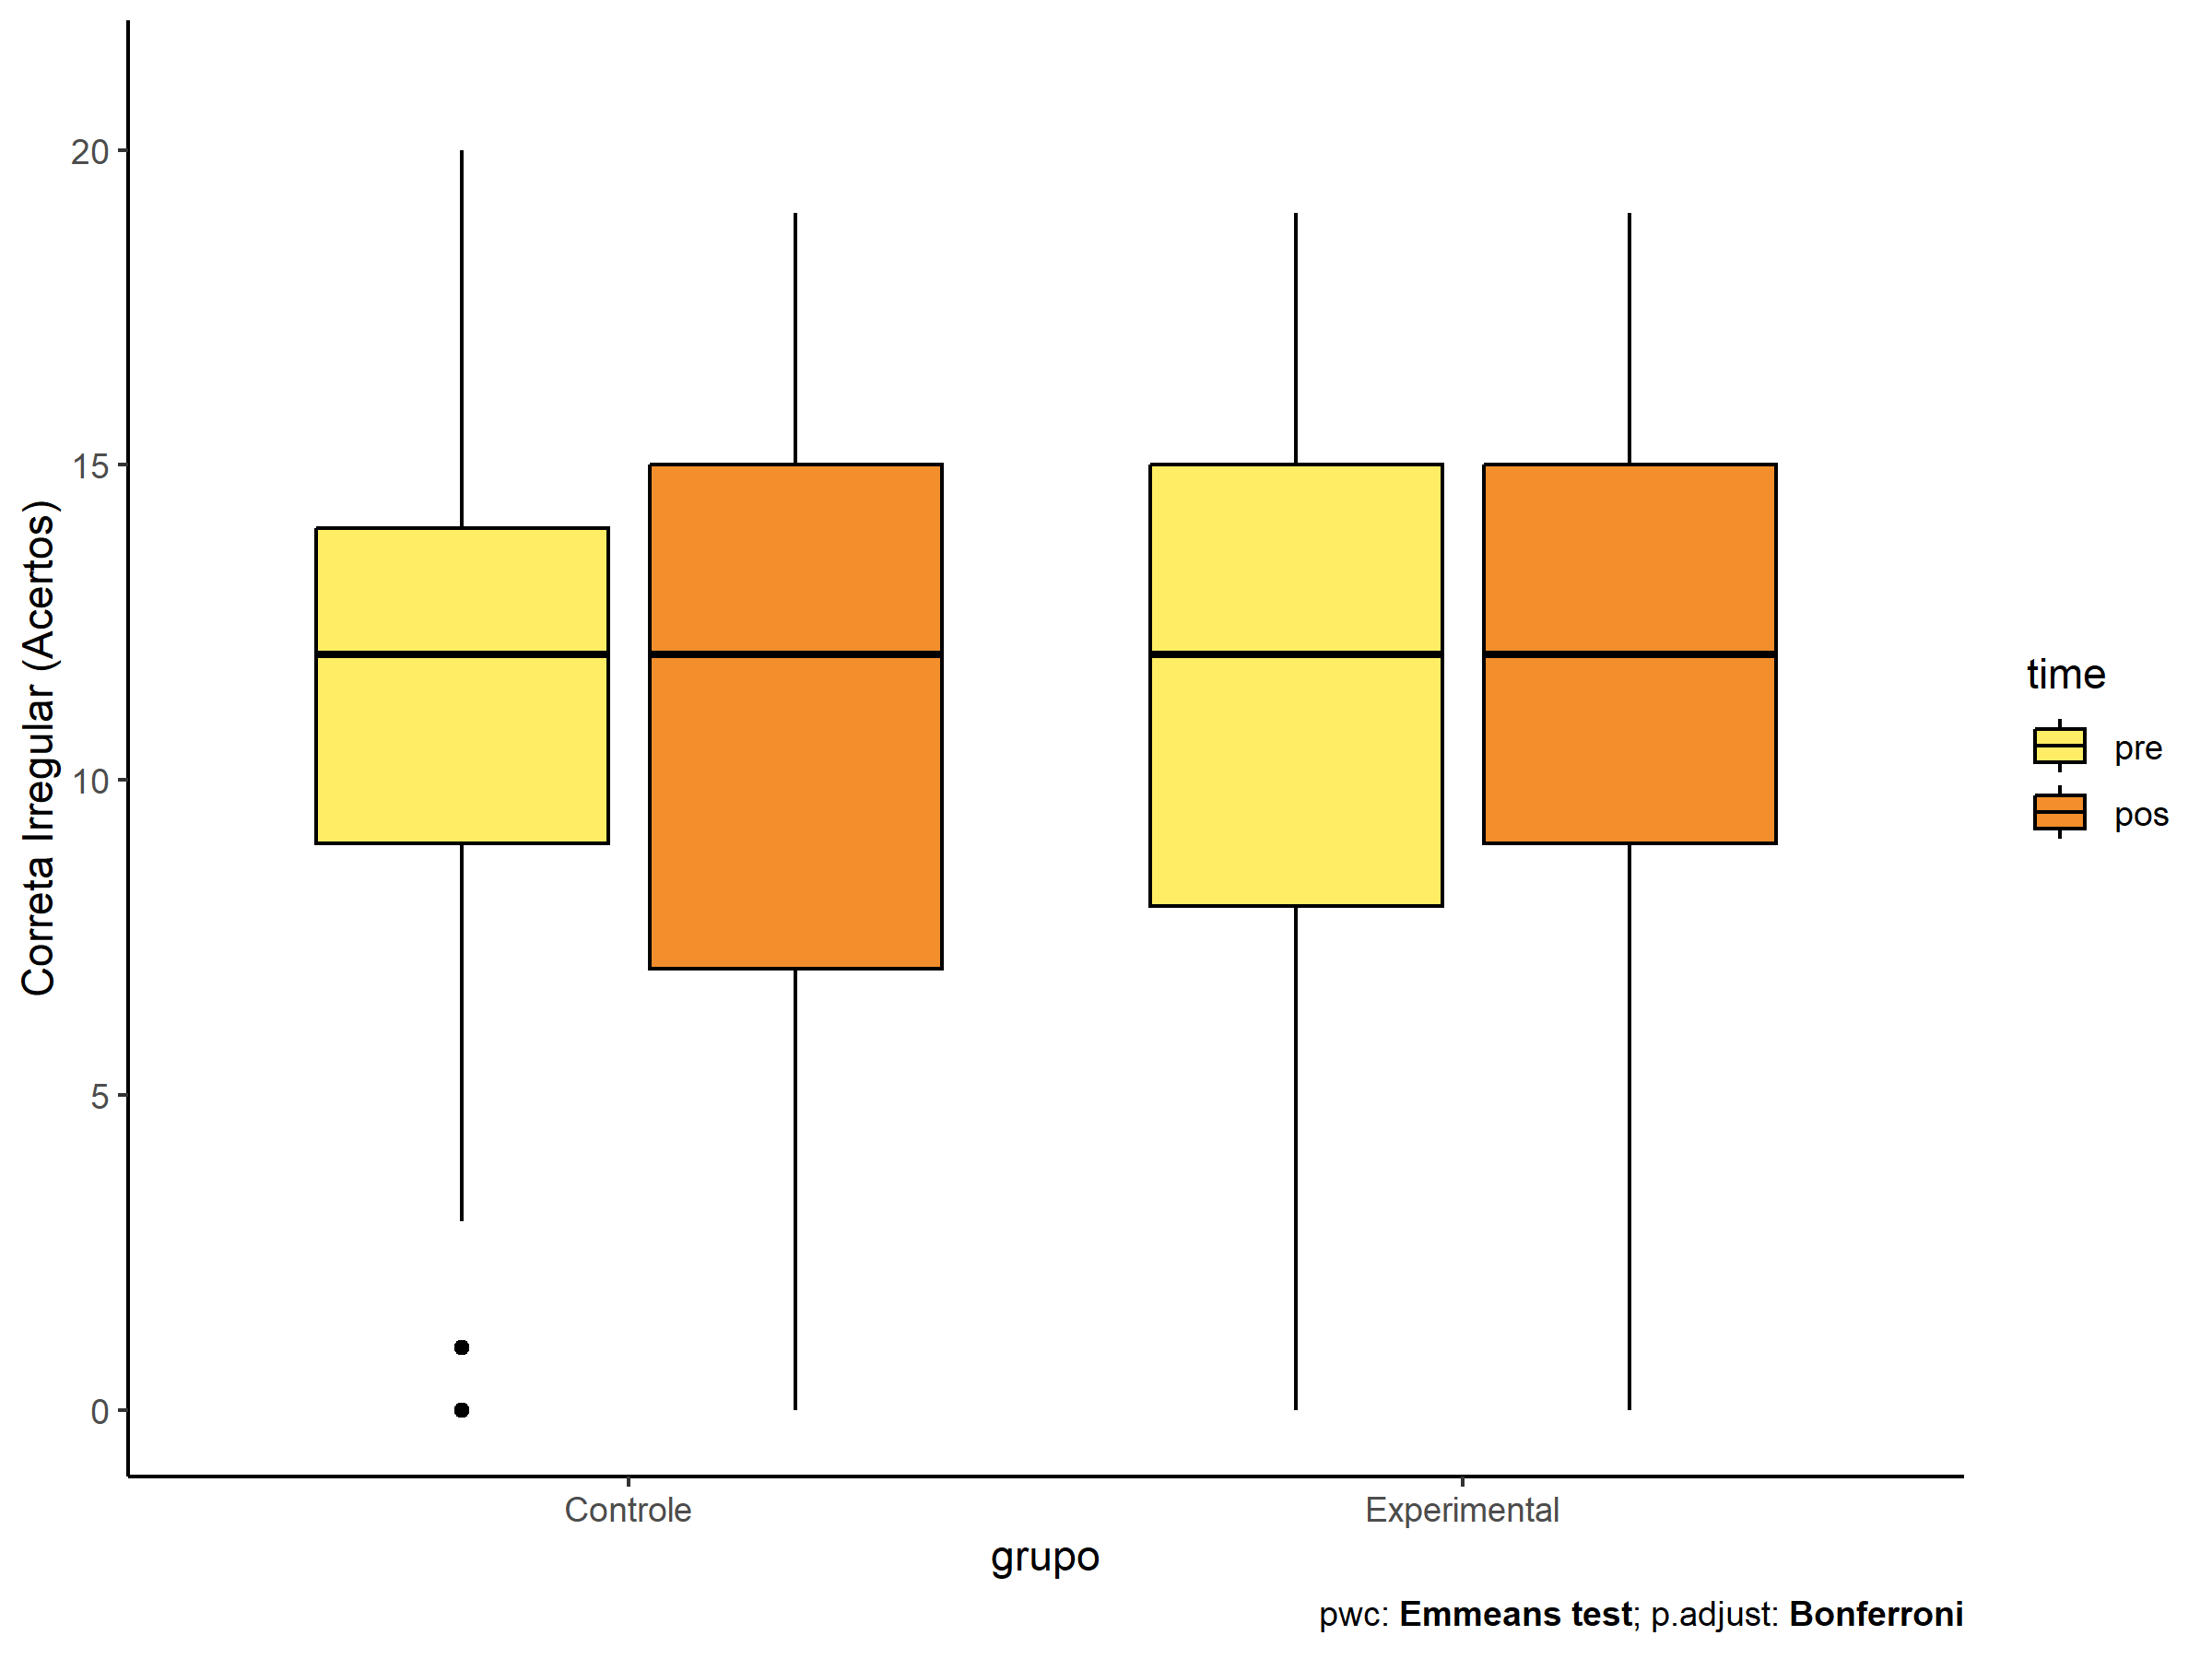 Correta Irregular (Acertos)
20
15
10
5
0
Controle
Experimental
grupo
time
pre
pos
pwc: Emmeans test; p.adjust: Bonferroni